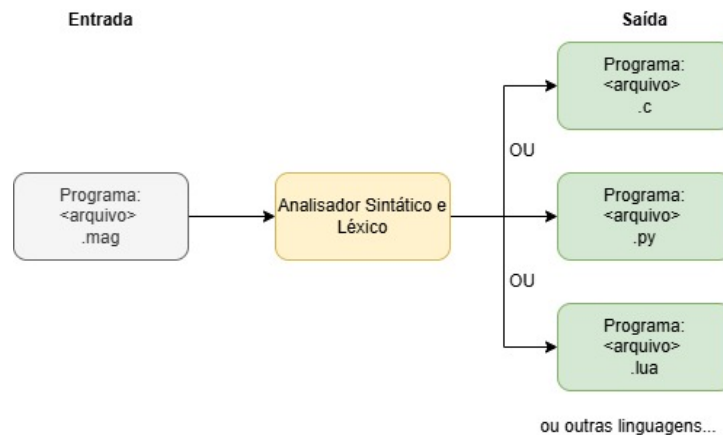 Entrada
Saída
Programa:
<arquivo>
.c
OU
Programa:
<arquivo>
.mag
Analisador Sintático e
Léxico
Programa:
<arquivo>
.py
OU
Programa:
<arquivo>
.lua
ou outras linguagens...